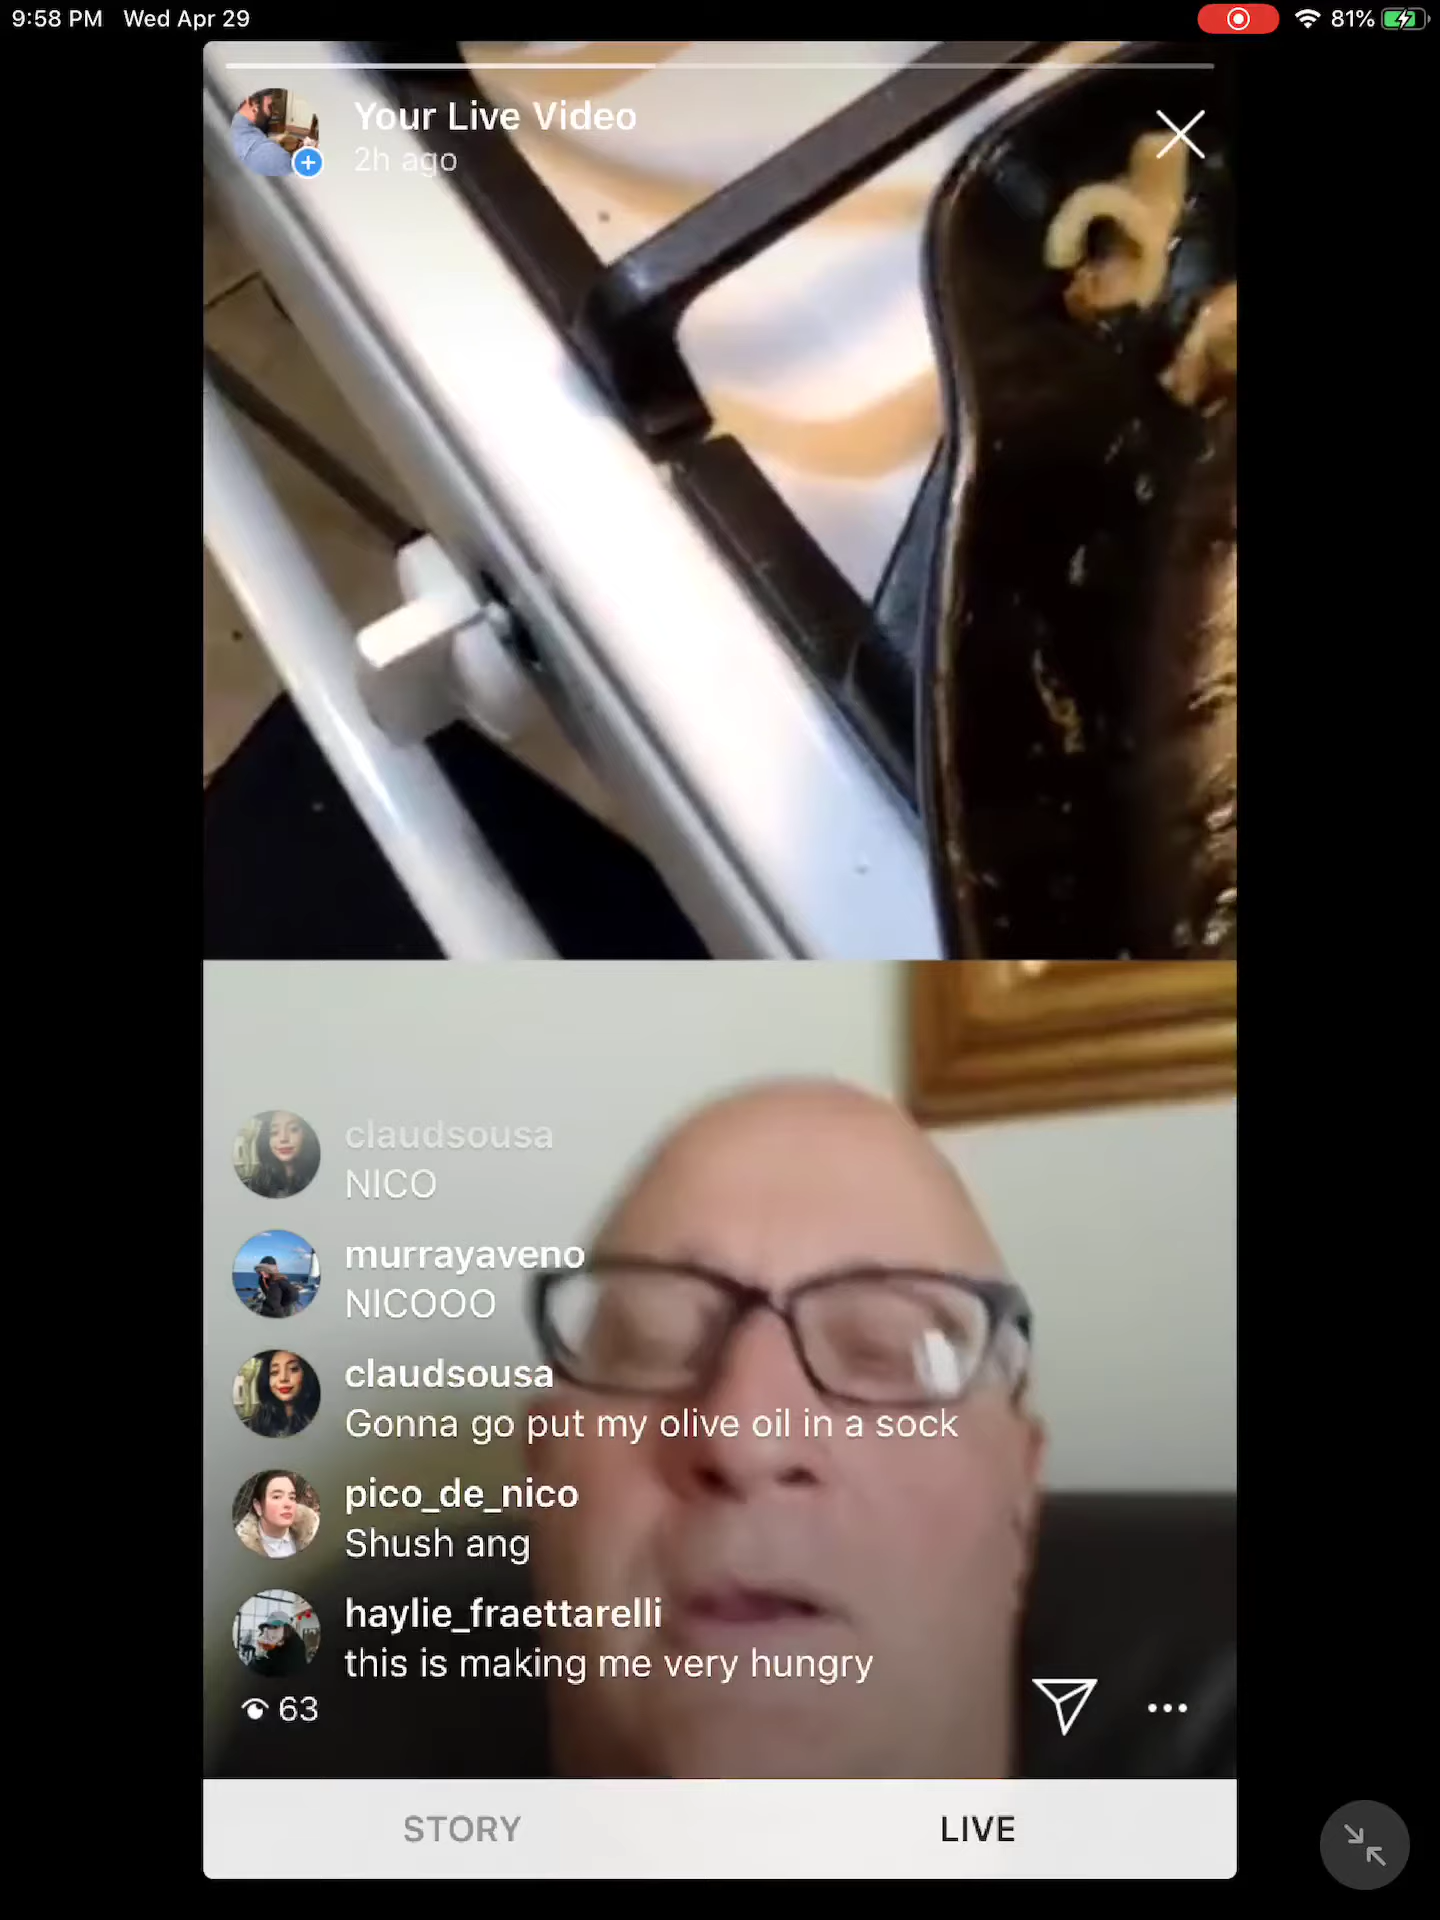 9:58 PM Wed Apr 29 81%
Your Live Video
2h ago
claudsousa
NICO
murrayaveno
NICOOO
claudsousa
Gonna go put my olive oil in a sock
pico_de_nico
Shush ang
haylie_fraettarelli
this is making me very hungry
63
STORY LIVE